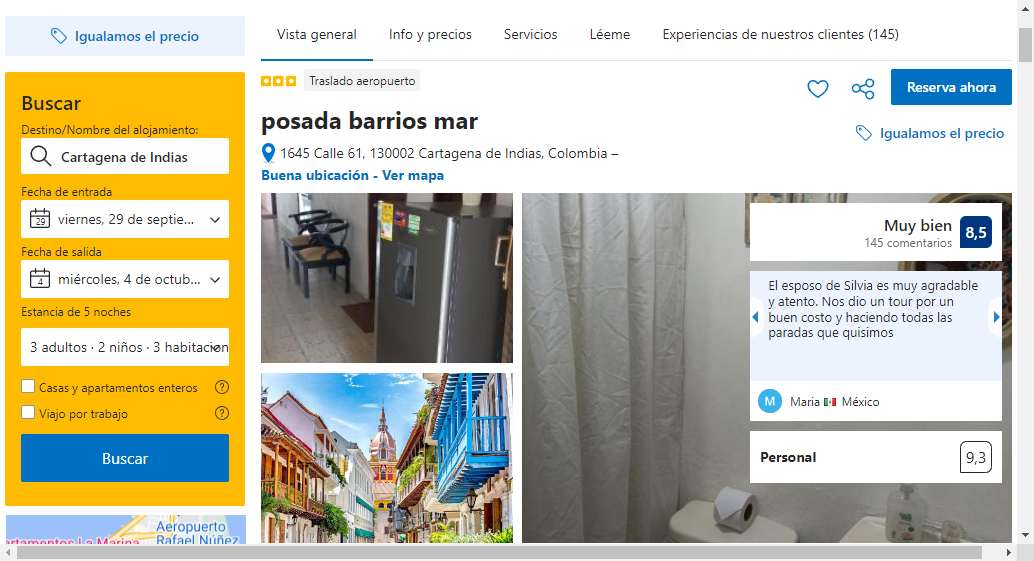 Igualamos el precio
Buscar
Destino/Nombre del alojamiento:
Cartagena de Indias
Fecha de entrada
29
viernes, 29 de septie...
Fecha de salida
4
miércoles, 4 de octub...
Estancia de 5 noches
3 adultos · 2 niños · 3 habitacion
Casas y apartamentos enteros
?
Viajo por trabajo
?
Buscar
Aeropuerto
Rafael Núñez
artamentos La Marina
Vista general
Info y precios
Servicios
Léeme
Experiencias de nuestros clientes (145)
Traslado aeropuerto
Reserva ahora
posada barrios mar
Igualamos el precio
1645 Calle 61, 130002 Cartagena de Indias, Colombia –
Buena ubicación - Ver mapa
Muy bien
145 comentarios
8,5
El esposo de Silvia es muy agradable
y atento. Nos dio un tour por un
buen costo y haciendo todas las
paradas que quisimos
M
Maria
México
Personal
9,3